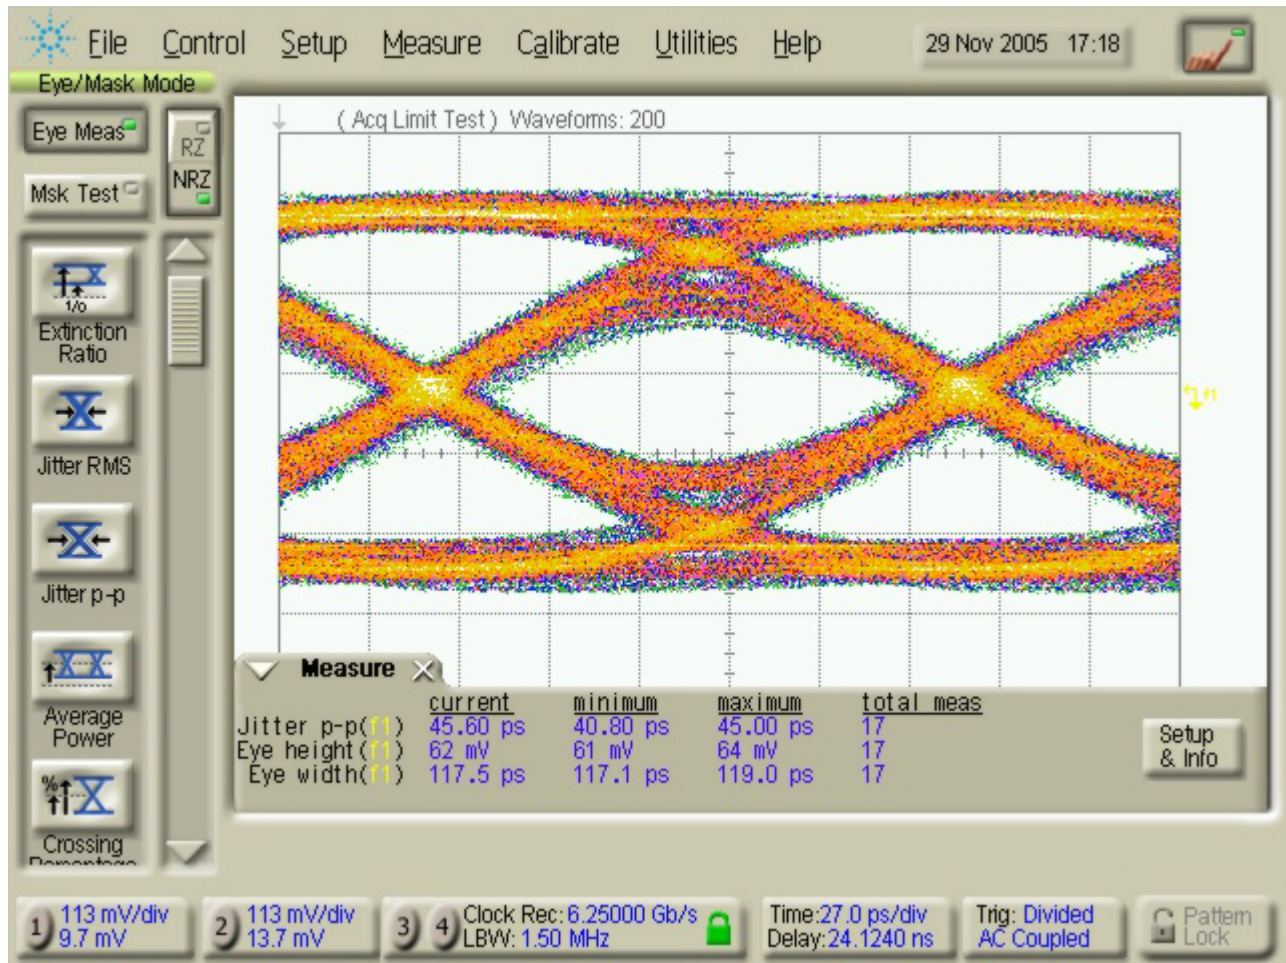 File Control Setup Measure Calibrate Utilities Help 29 Nov 2005 17:18
Eye/Mask Mode
Eye Meas
RZ
NRZ
Msk Test
( Acq Limit Test ) Waveforms: 200
1/0
Extinction
Ratio
Jitter RMS
Jitter p-p
Average
Power
%
Crossing
Percentage
f1
Measure
current minimum maximum total meas
Jitter p-p(f1) 45.60 ps 40.80 ps 45.00 ps 17
Eye height(f1) 62 mV 61 mV 64 mV 17
Eye width(f1) 117.5 ps 117.1 ps 119.0 ps 17
Setup
& Info
1 113 mV/div
9.7 mV
2 113 mV/div
13.7 mV
3 4 Clock Rec: 6.25000 Gb/s
LBW: 1.50 MHz
Time:27.0 ps/div
Delay:24.1240 ns
Trig: Divided
AC Coupled
Pattern
Lock